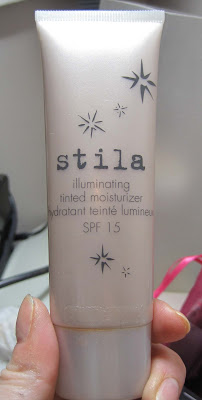 stila
illuminating
tinted moisturizer
hydratant teinté lumineux
SPF 15